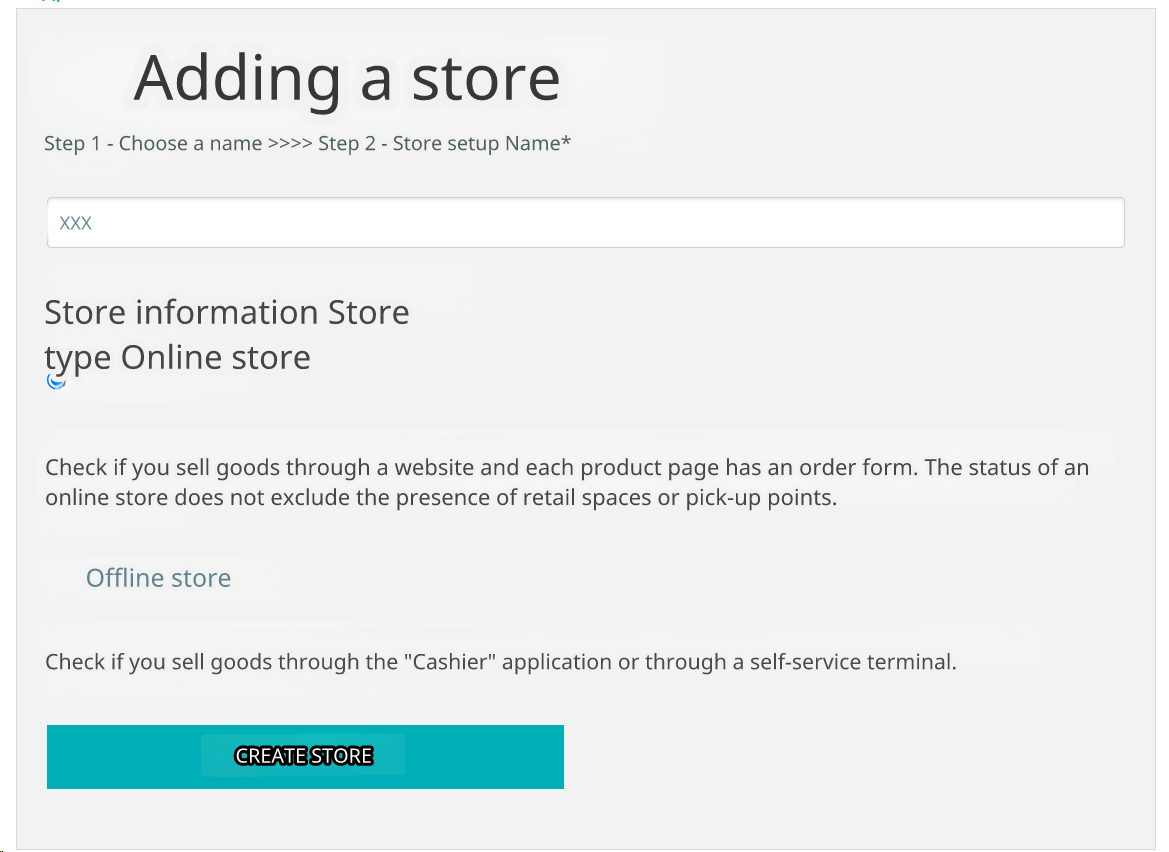 Adding a store
Step 1 - Choose a name >>>> Step 2 - Store setup Name*
XXX
Store information Store
type Online store
Check if you sell goods through a website and each product page has an order form. The status of an
online store does not exclude the presence of retail spaces or pick-up points.
Offline store
Check if you sell goods through the "Cashier" application or through a self-service terminal.
CREATE STORE